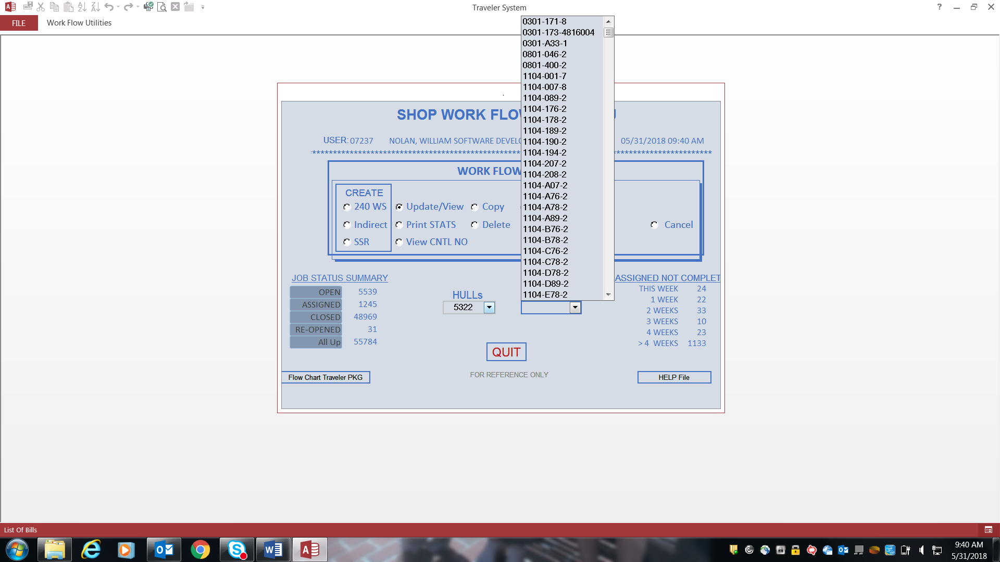 Traveler System
?
FILE
Work Flow Utilities
0301-171-8
0301-173-4816004
0301-A33-1
0801-046-2
0801-400-2
1104-001-7
1104-007-8
1104-089-2
1104-176-2
1104-178-2
1104-189-2
1104-190-2
1104-194-2
1104-207-2
1104-208-2
1104-A07-2
1104-A76-2
1104-A78-2
1104-A89-2
1104-B76-2
1104-B78-2
1104-C76-2
1104-C78-2
1104-D78-2
1104-D89-2
1104-E78-2
SHOP WORK FLO
USER: 07237 NOLAN, WILLIAM SOFTWARE DEVELO 05/31/2018 09:40 AM
WORK FLOW
CREATE
240 WS
Indirect
SSR
Update/View
Print STATS
View CNTL NO
Copy
Delete
Cancel
JOB STATUS SUMMARY
OPEN 5539
ASSIGNED 1245
CLOSED 48969
RE-OPENED 31
All Up 55784
HULLs
5322
ASSIGNED NOT COMPLET
THIS WEEK 24
1 WEEK 22
2 WEEKS 33
3 WEEKS 10
4 WEEKS 23
> 4 WEEKS 1133
QUIT
FOR REFERENCE ONLY
Flow Chart Traveler PKG
HELP File
List Of Bills
9:40 AM
5/31/2018